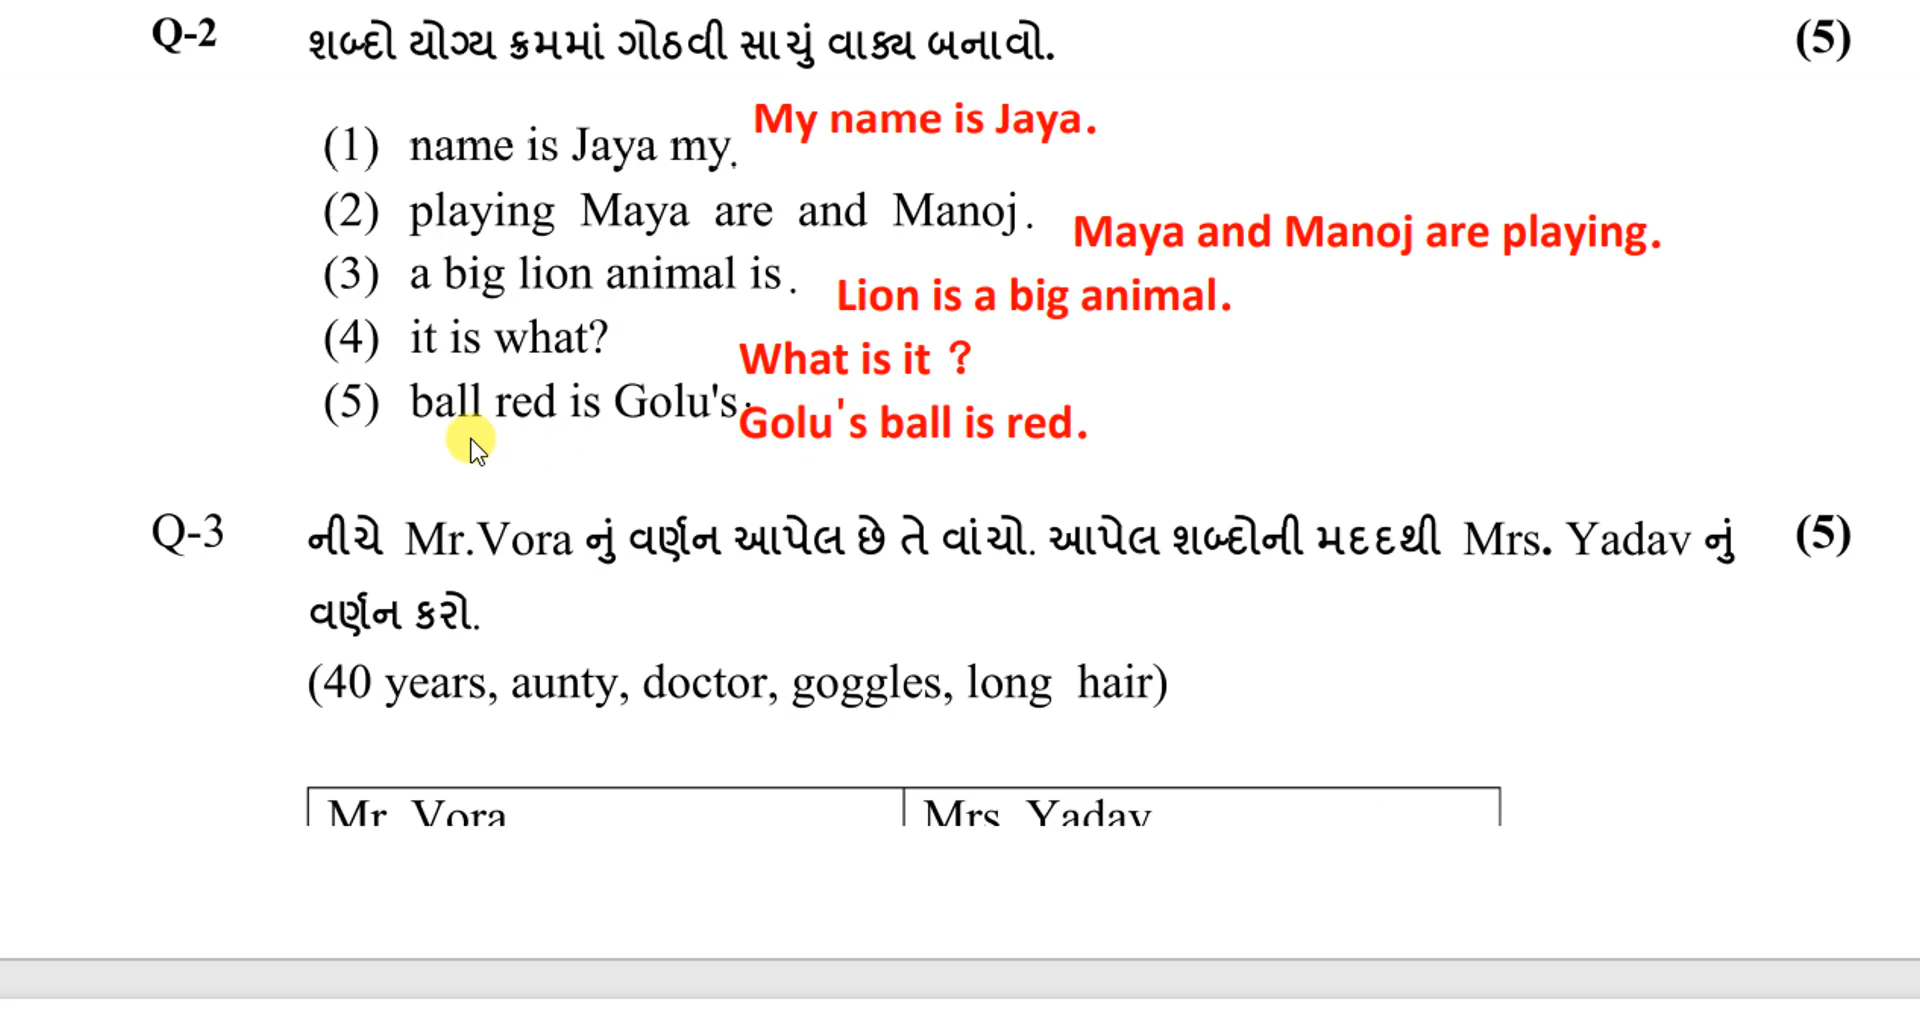 Q-2 શબ્દો યોગ્ય ક્રમમાં ગોઠવી સાચું વાક્ય બનાવો. (5)
(1) name is Jaya my. My name is Jaya.
(2) playing Maya are and Manoj. Maya and Manoj are playing.
(3) a big lion animal is. Lion is a big animal.
(4) it is what? What is it ?
(5) ball red is Golu's. Golu's ball is red.
Q-3 નીચે Mr.Vora નું વર્ણન આપેલ છે તે વાંચો. આપેલ શબ્દોની મદદથી Mrs. Yadav નું (5)
વર્ણન કરો.
(40 years, aunty, doctor, goggles, long hair)
Mr. Vora Mrs. Yadav